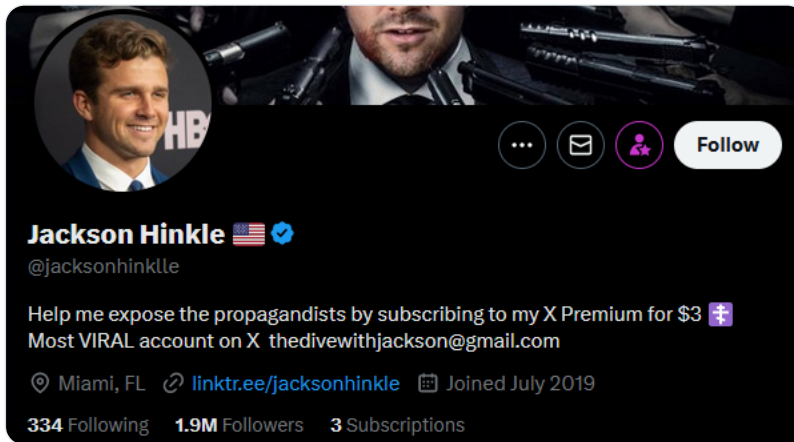 HBO
Follow
Jackson Hinkle
@jacksonhinklle
Help me expose the propagandists by subscribing to my X Premium for $3
Most VIRAL account on X thedivewithjackson@gmail.com
Miami, FL linktr.ee/jacksonhinkle Joined July 2019
334 Following 1.9M Followers 3 Subscriptions